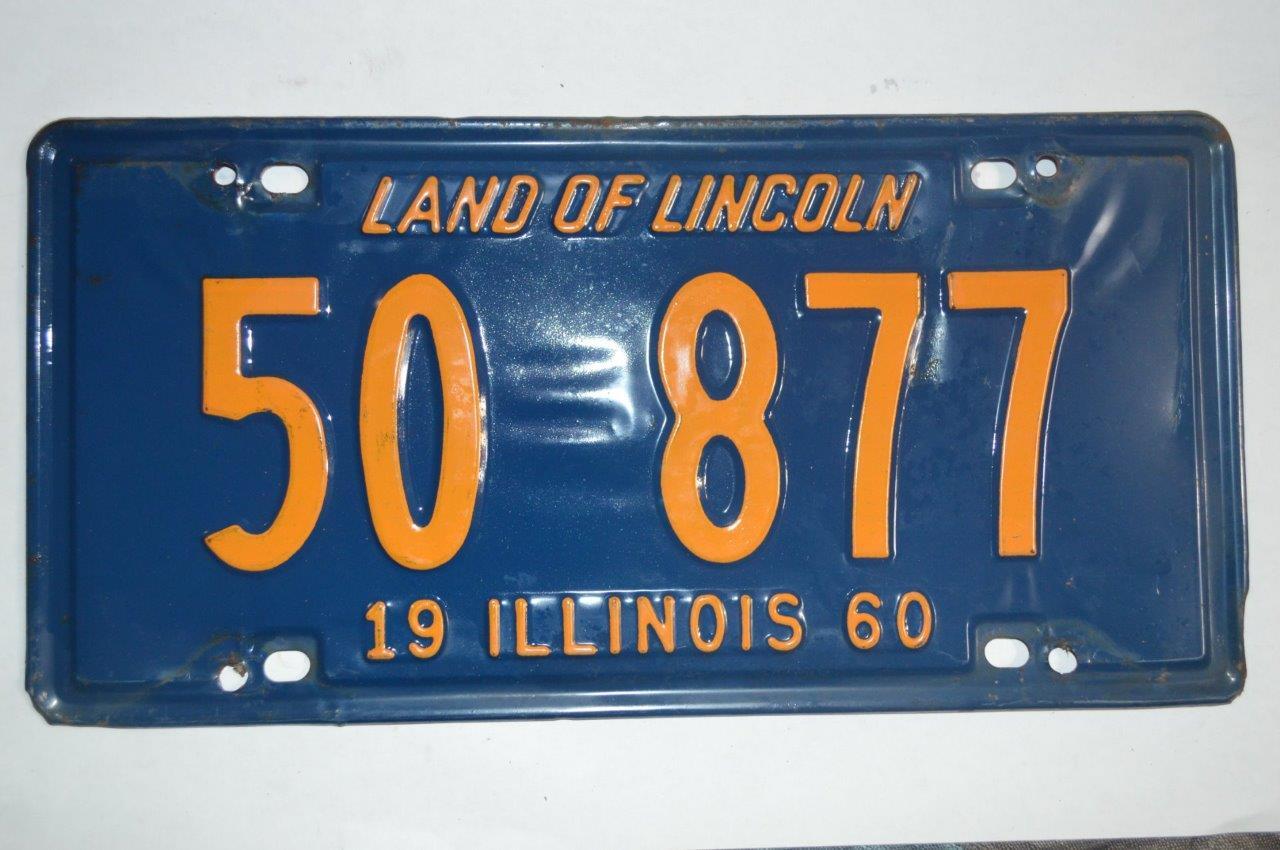 LAND OF LINCOLN
50 877
19 ILLINOIS 60